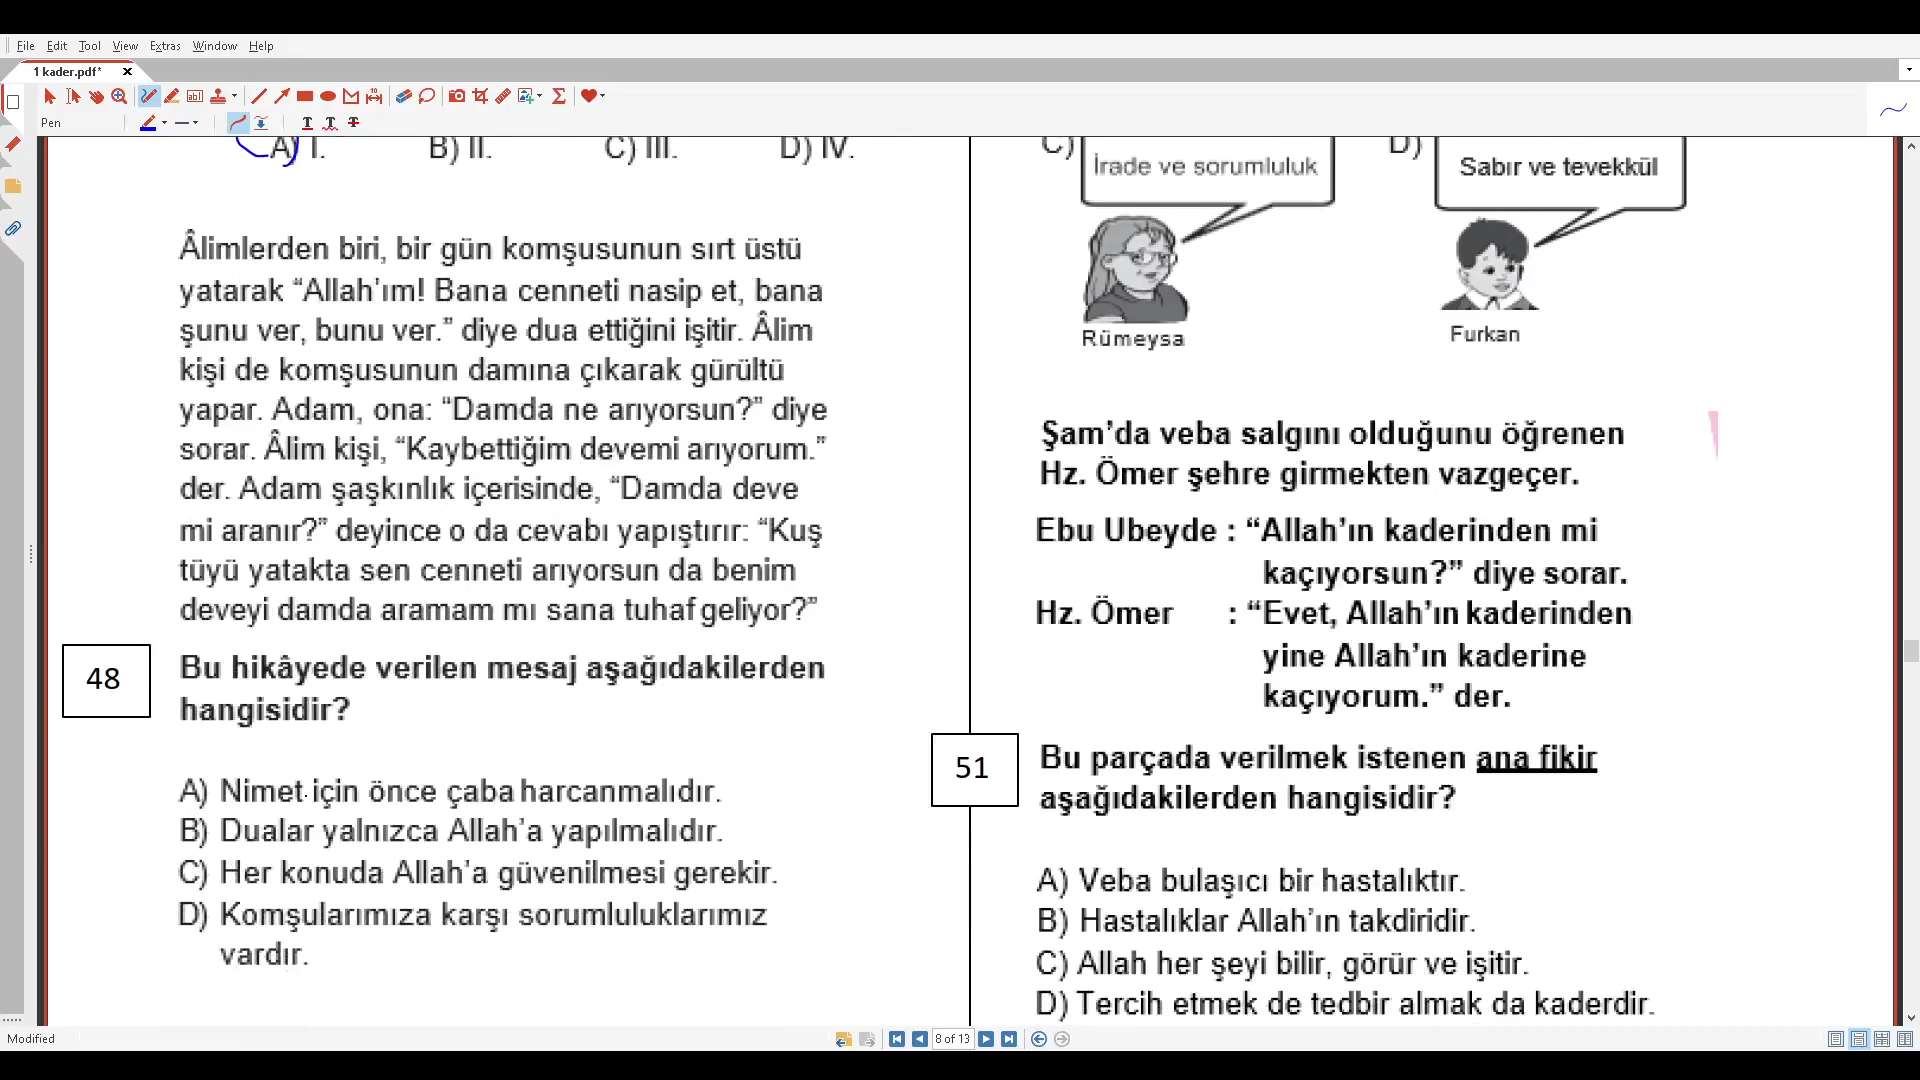 File Edit Tool View Extras Window Help
1 kader.pdf*
Pen
A) I. B) II. C) III. D) IV.
Âlimlerden biri, bir gün komşusunun sırt üstü
yatarak “Allah’ım! Bana cenneti nasip et, bana
şunu ver, bunu ver.” diye dua ettiğini işitir. Âlim
kişi de komşusunun damına çıkarak gürültü
yapar. Adam, ona: “Damda ne arıyorsun?” diye
sorar. Âlim kişi, “Kaybettiğim devemi arıyorum.”
der. Adam şaşkınlık içerisinde, “Damda deve
mi aranır?” deyince o da cevabı yapıştırır: “Kuş
tüyü yatakta sen cenneti arıyorsun da benim
deveyi damda aramam mı sana tuhaf geliyor?”
48
Bu hikâyede verilen mesaj aşağıdakilerden
hangisidir?
A) Nimet için önce çaba harcanmalıdır.
B) Dualar yalnızca Allah’a yapılmalıdır.
C) Her konuda Allah’a güvenilmesi gerekir.
D) Komşularımıza karşı sorumluluklarımız
vardır.
C) D)
İrade ve sorumluluk
Sabır ve tevekkül
Rümeysa
Furkan
Şam’da veba salgını olduğunu öğrenen
Hz. Ömer şehre girmekten vazgeçer.
Ebu Ubeyde : “Allah’ın kaderinden mi
kaçıyorsun?” diye sorar.
Hz. Ömer : “Evet, Allah’ın kaderinden
yine Allah’ın kaderine
kaçıyorum.” der.
51
Bu parçada verilmek istenen ana fikir
aşağıdakilerden hangisidir?
A) Veba bulaşıcı bir hastalıktır.
B) Hastalıklar Allah’ın takdiridir.
C) Allah her şeyi bilir, görür ve işitir.
D) Tercih etmek de tedbir almak da kaderdir.
Modified
8 of 13